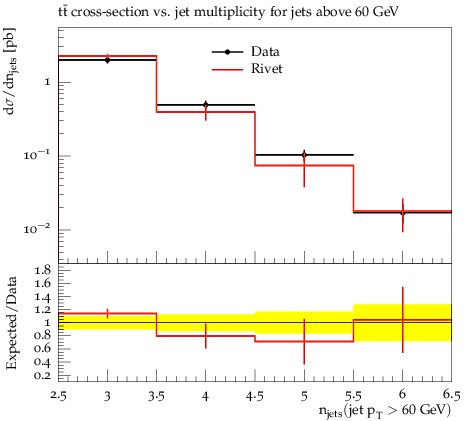 tt̄ cross-section vs. jet multiplicity for jets above 60 GeV
dσ/dn_jets [pb]
Data
Rivet
1
10⁻¹
10⁻²
Expected/Data
1.8
1.6
1.4
1.2
1
0.8
0.6
0.4
0.2
2.5 3 3.5 4 4.5 5 5.5 6 6.5
n_jets(jet p_T > 60 GeV)